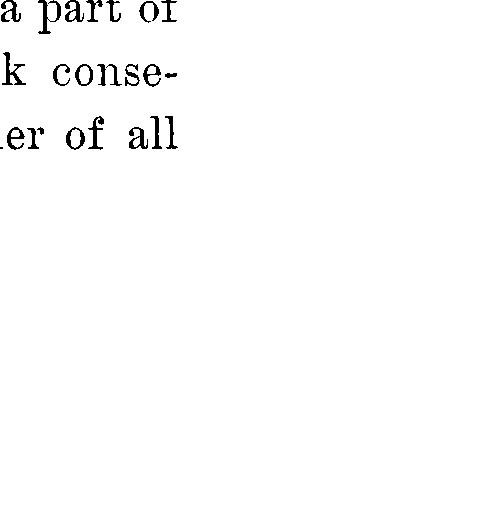 a part of
k conse-
er of all